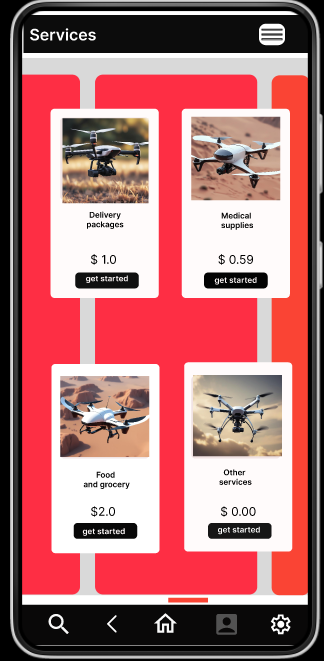 Services
Delivery
packages
$ 1.0
get started
Medical
supplies
$ 0.59
get started
Food
and grocery
$2.0
get started
Other
services
$ 0.00
get started